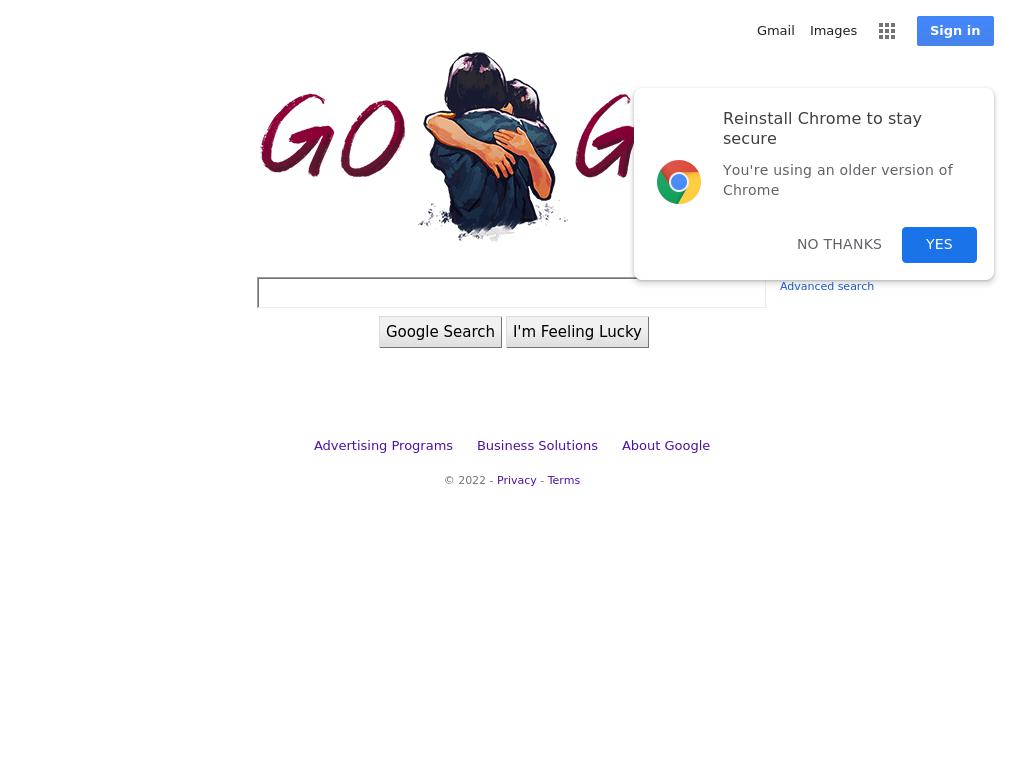 Gmail Images Sign in
GO G
Reinstall Chrome to stay
secure
You're using an older version of
Chrome
NO THANKS YES
Advanced search
Google Search I'm Feeling Lucky
Advertising Programs Business Solutions About Google
© 2022 - Privacy - Terms